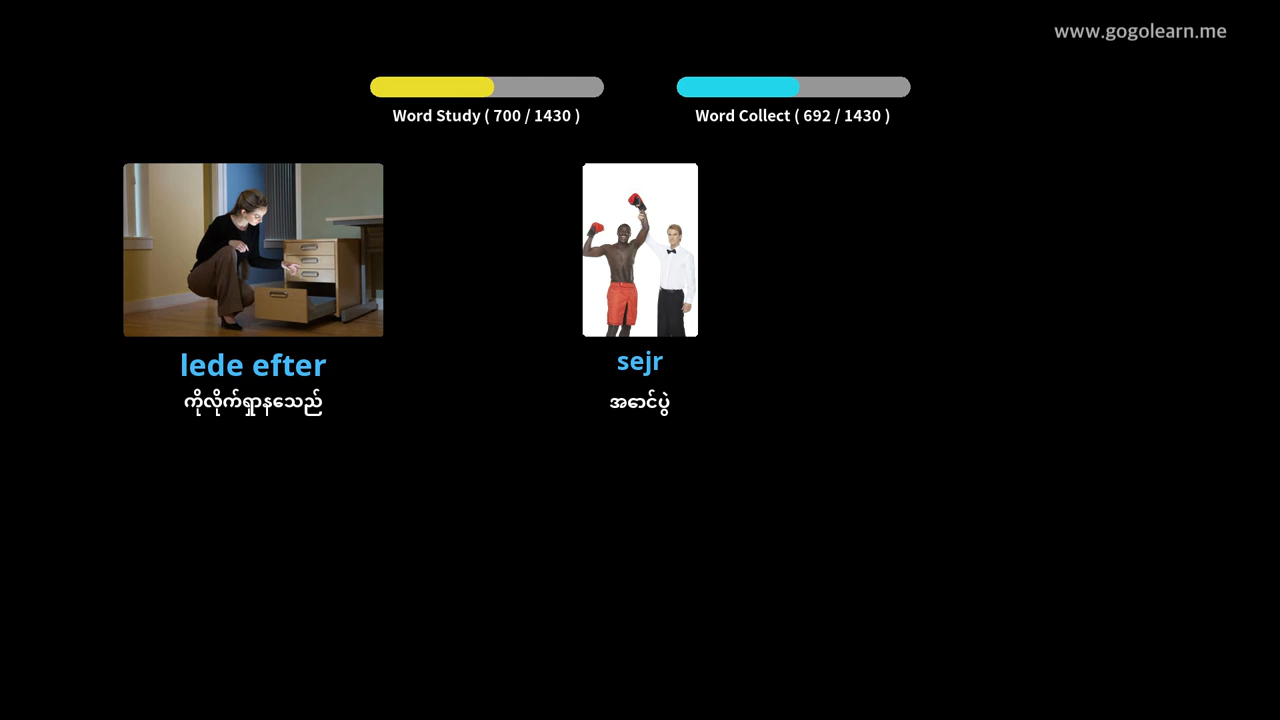 www.gogolearn.me
Word Study ( 700 / 1430 )
Word Collect ( 692 / 1430 )
lede efter
ကိုလိုက်ရှာနသေည်
sejr
အောင်ပွဲ